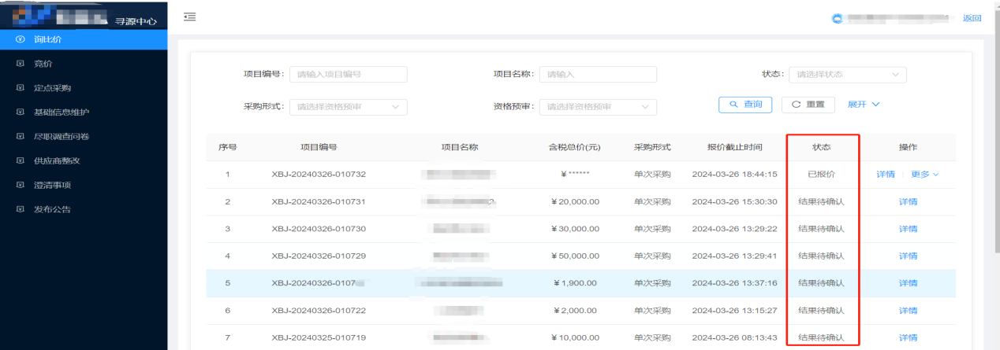 寻源中心
返回
询比价
竞价
定点采购
基础信息维护
尽职调查问卷
供应商整改
澄清事项
发布公告
项目编号: 请输入项目编号 项目名称: 请输入 状态: 请选择状态
采购形式: 请选择资格预审 资格预审: 请选择资格预审 查询 重置 展开
序号 项目编号 项目名称 含税总价(元) 采购形式 报价截止时间 状态 操作
1 XBJ-20240326-010732 ¥ ****** 单次采购 2024-03-26 18:44:15 已报价 详情 更多
2 XBJ-20240326-010731 ¥ 20,000.00 单次采购 2024-03-26 15:30:30 结果待确认 详情
3 XBJ-20240326-010730 ¥ 30,000.00 单次采购 2024-03-26 13:29:22 结果待确认 详情
4 XBJ-20240326-010729 ¥ 50,000.00 单次采购 2024-03-26 13:29:41 结果待确认 详情
5 ¥ 1,900.00 单次采购 2024-03-26 13:37:16 结果待确认 详情
6 XBJ-20240326-010722 ¥ 2,000.00 单次采购 2024-03-26 13:15:27 结果待确认 详情
7 XBJ-20240325-010719 ¥ 10,000.00 单次采购 2024-03-26 08:13:43 结果待确认 详情